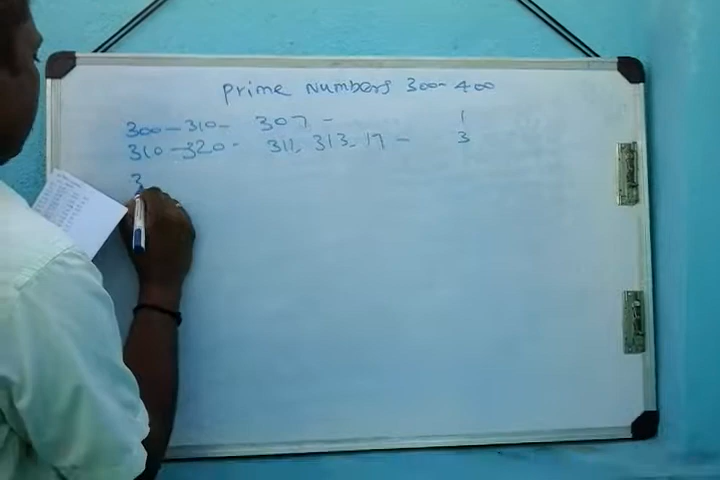 prime Numbers 300-400
300-310- 307 - 1
310-320- 311, 313, 17 - 3
3